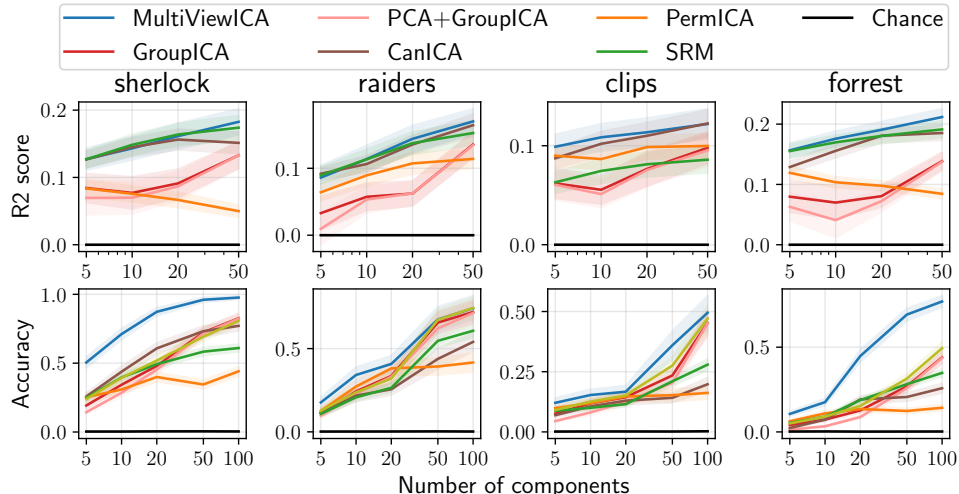 MultiViewICA PCA+GroupICA PermICA Chance
GroupICA CanICA SRM
sherlock raiders clips forrest
R2 score
0.2
0.1
0.0
5 10 20 50
0.1
0.0
5 10 20 50
0.1
0.0
5 10 20 50
0.2
0.1
0.0
5 10 20 50
Accuracy
1.0
0.5
0.0
5 10 20 50 100
0.5
0.0
5 10 20 50 100
0.50
0.25
0.00
5 10 20 50 100
0.5
0.0
5 10 20 50 100
Number of components